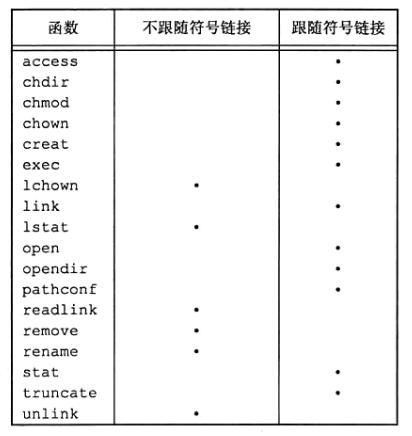 函数 不跟随符号链接 跟随符号链接
access •
chdir •
chmod •
chown •
creat •
exec •
lchown •
link •
lstat •
open •
opendir •
pathconf •
readlink •
remove •
rename •
stat •
truncate •
unlink •